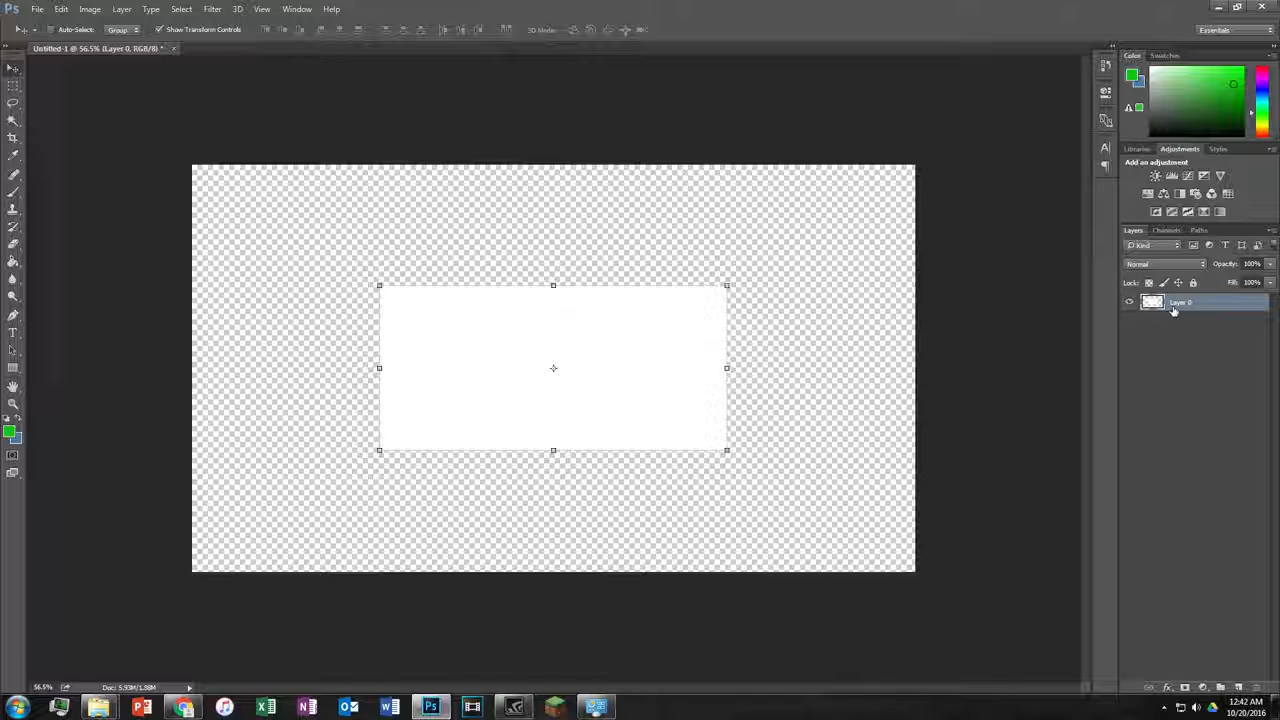 Ps File Edit Image Layer Type Select Filter 3D View Window Help
Auto-Select: Group Show Transform Controls 3D Mode: Essentials
Untitled-1 @ 56.5% (Layer 0, RGB/8) *
Color Swatches
Libraries Adjustments Styles
Add an adjustment
Layers Channels Paths
Kind
Normal Opacity: 100%
Lock: Fill: 100%
Layer 0
56.5% Doc: 5.93M/1.88M
12:42 AM
10/20/2016